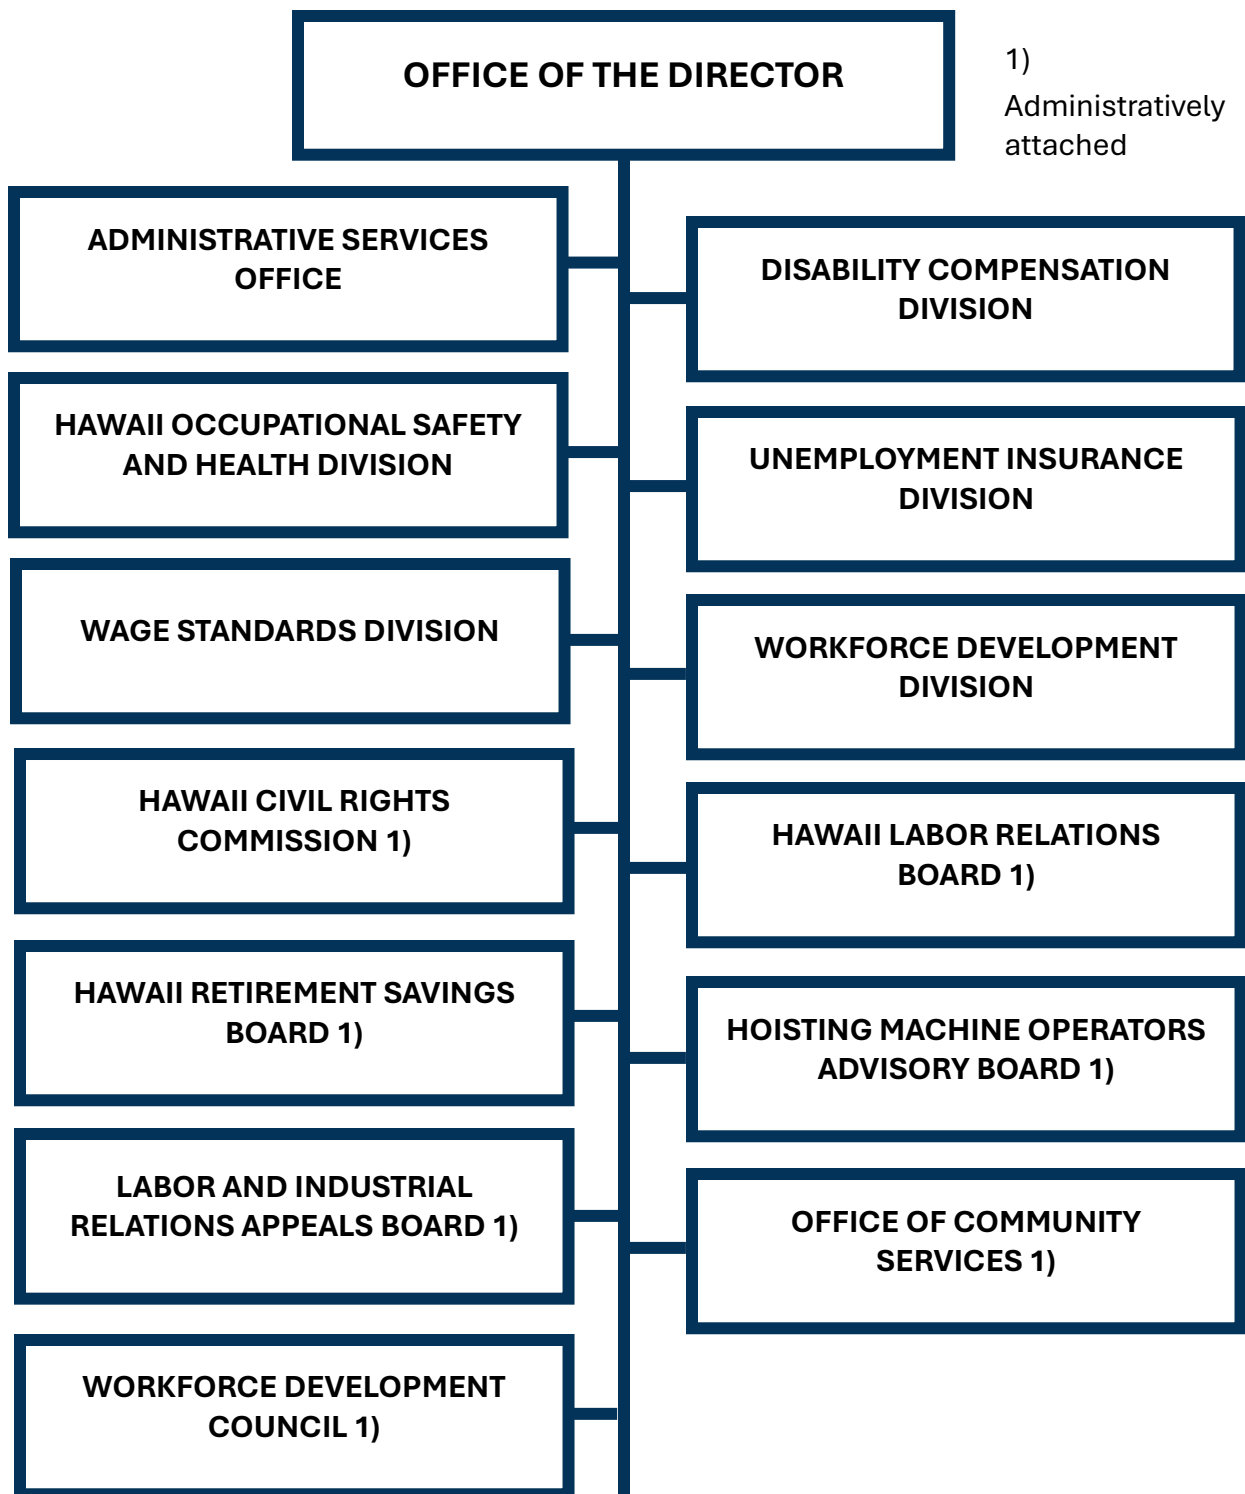 OFFICE OF THE DIRECTOR
1)
Administratively
attached
ADMINISTRATIVE SERVICES
OFFICE
DISABILITY COMPENSATION
DIVISION
HAWAII OCCUPATIONAL SAFETY
AND HEALTH DIVISION
UNEMPLOYMENT INSURANCE
DIVISION
WAGE STANDARDS DIVISION
WORKFORCE DEVELOPMENT
DIVISION
HAWAII CIVIL RIGHTS
COMMISSION 1)
HAWAII LABOR RELATIONS
BOARD 1)
HAWAII RETIREMENT SAVINGS
BOARD 1)
HOISTING MACHINE OPERATORS
ADVISORY BOARD 1)
LABOR AND INDUSTRIAL
RELATIONS APPEALS BOARD 1)
OFFICE OF COMMUNITY
SERVICES 1)
WORKFORCE DEVELOPMENT
COUNCIL 1)